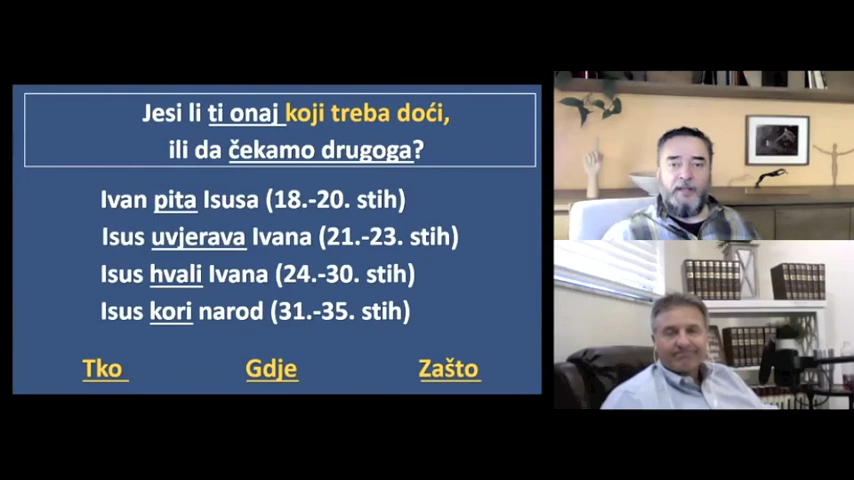 Jesi li ti onaj koji treba doći,
ili da čekamo drugoga?
Ivan pita Isusa (18.-20. stih)
Isus uvjerava Ivana (21.-23. stih)
Isus hvali Ivana (24.-30. stih)
Isus kori narod (31.-35. stih)
Tko Gdje Zašto